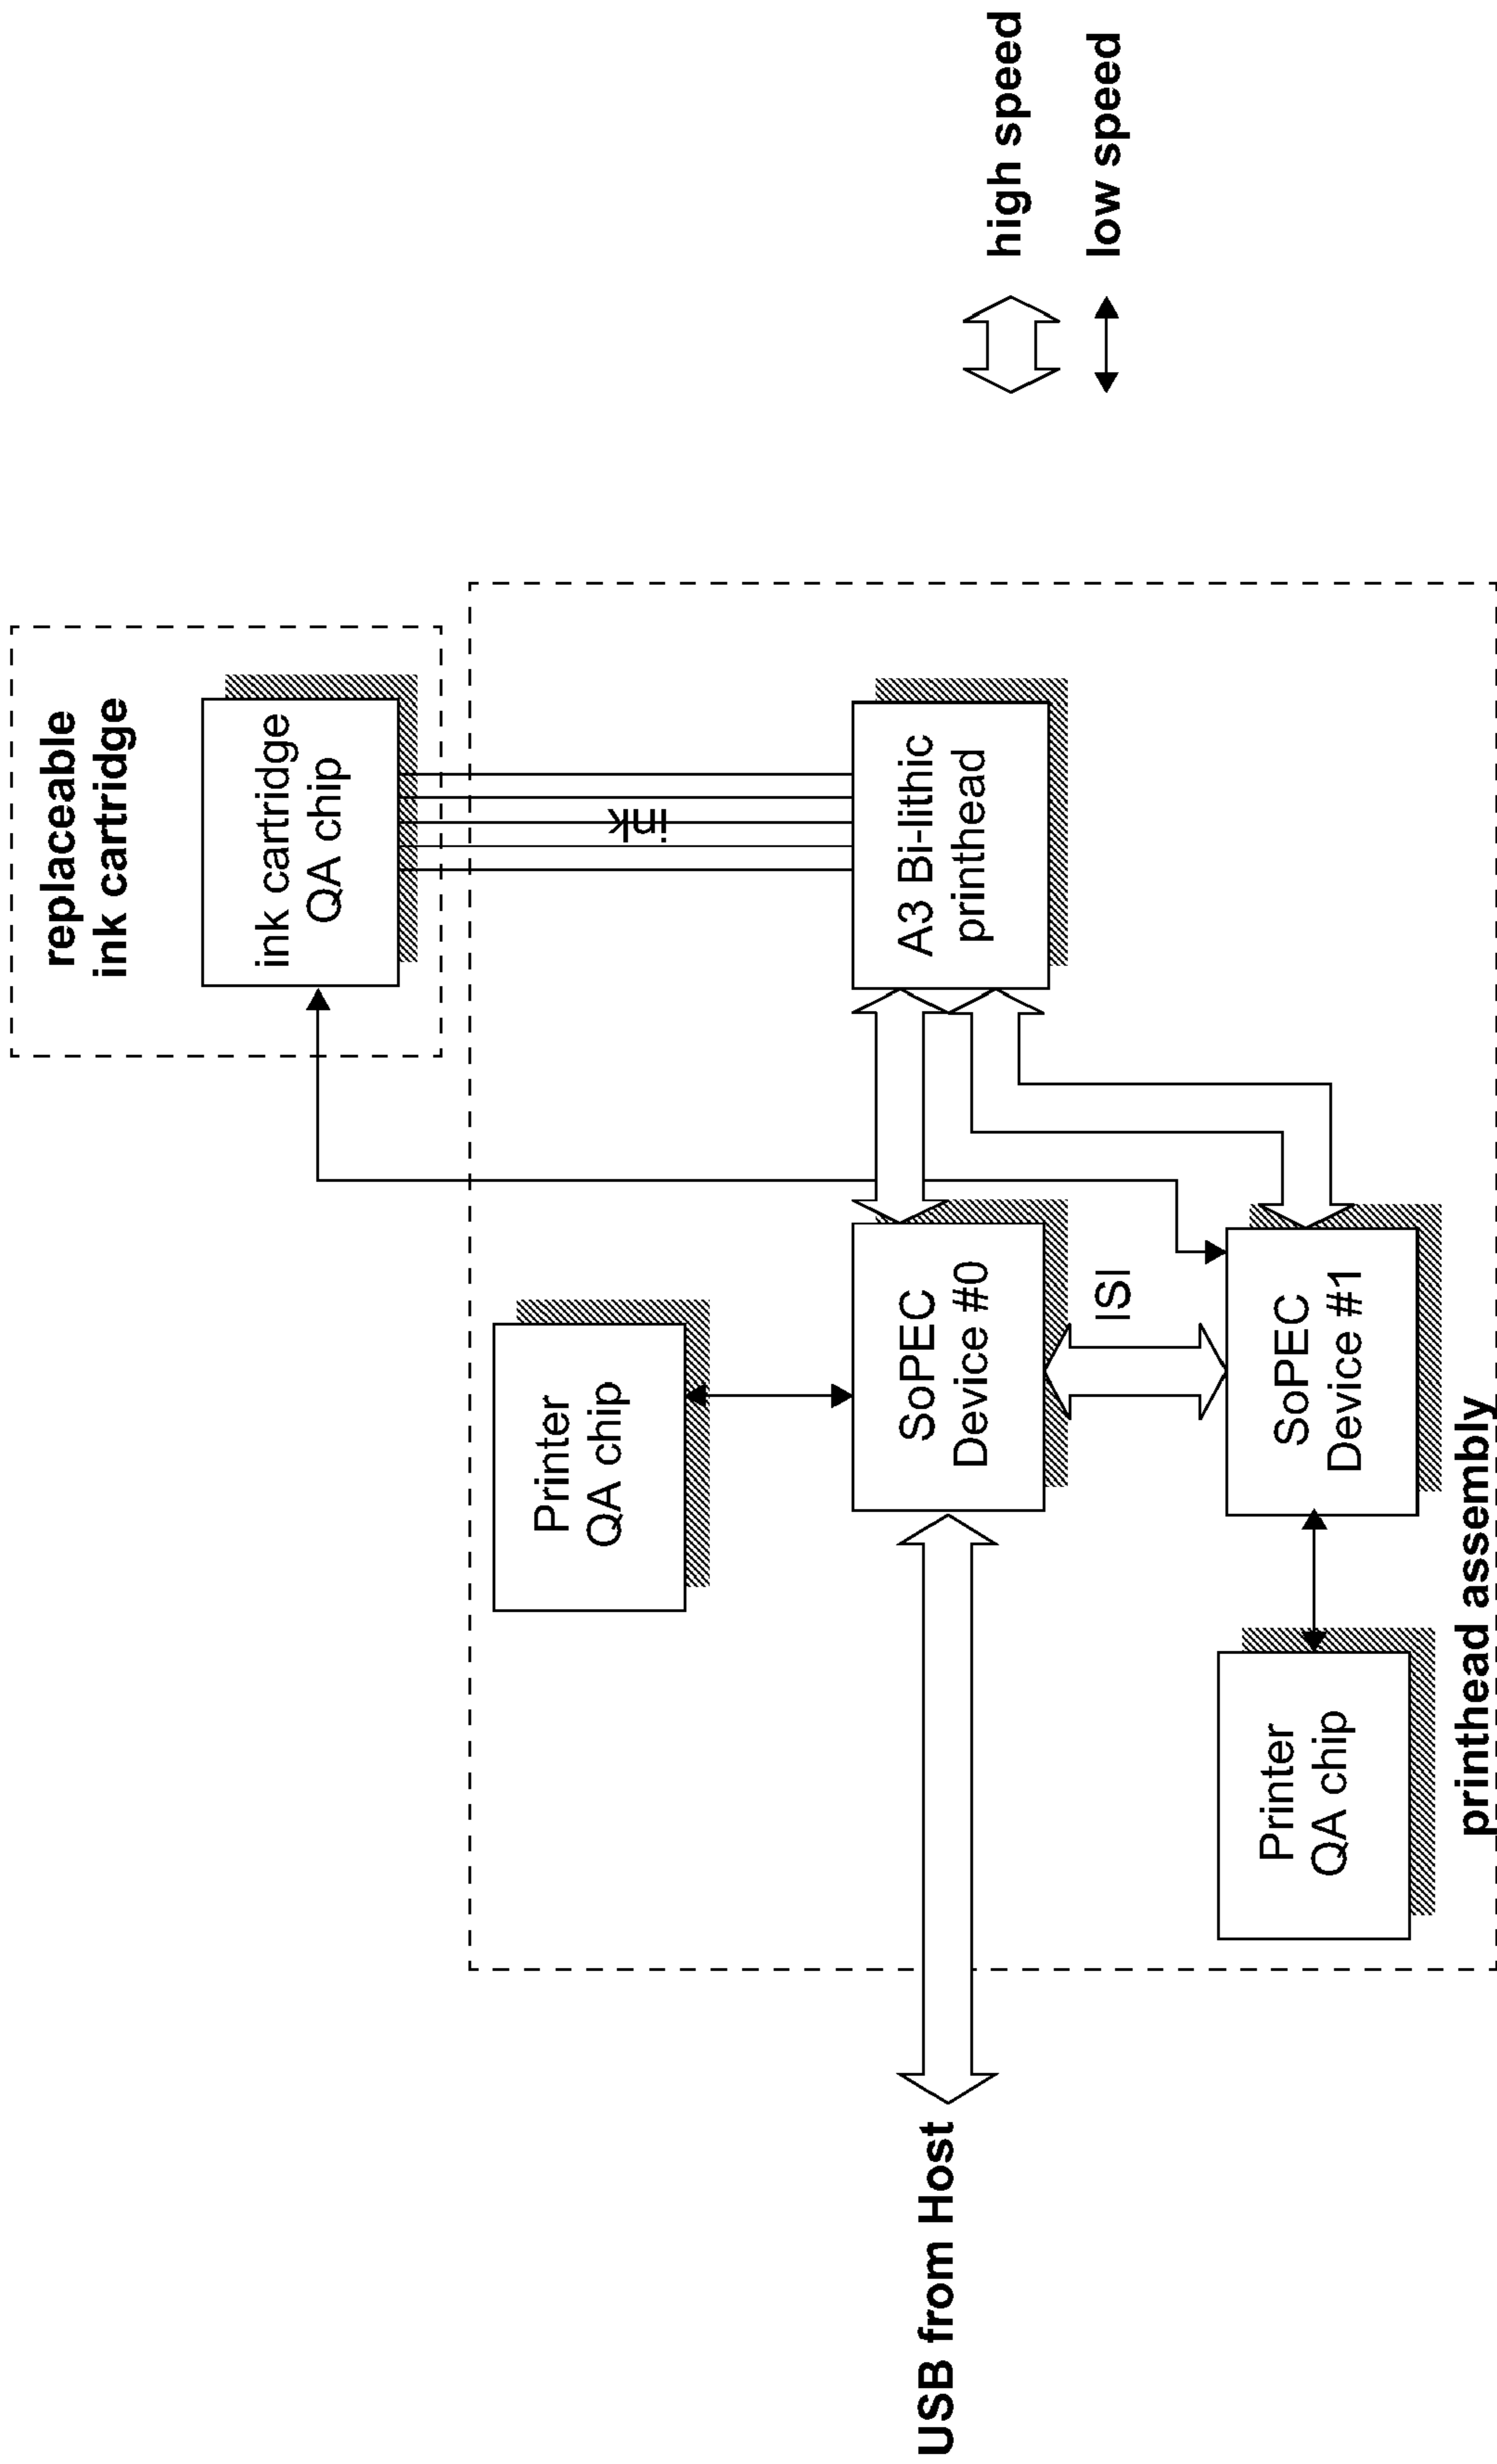 replaceable
ink cartridge
ink cartridge
QA chip
ink
Printer
QA chip
A3 Bi-lithic
printhead
SoPEC
Device #0
USB from Host
ISI
SoPEC
Device #1
Printer
QA chip
printhead assembly
high speed
low speed